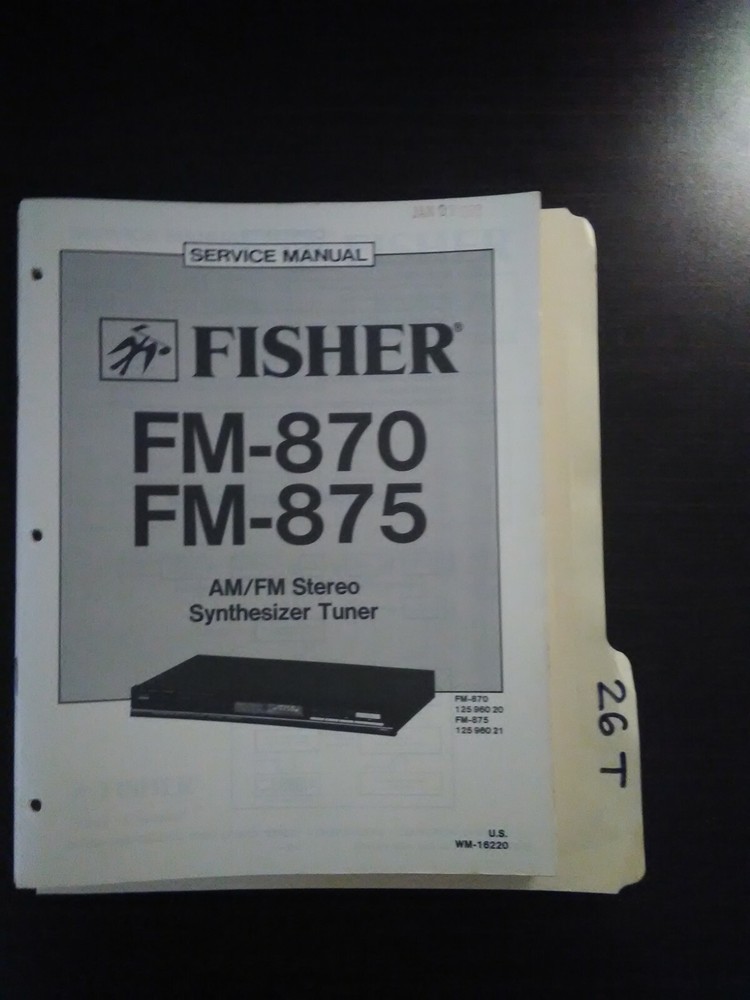 SERVICE MANUAL
FISHER®
FM-870
FM-875
AM/FM Stereo
Synthesizer Tuner
FM-870
125 960 20
FM-875
125 960 21
U.S.
WM-16220
26 T